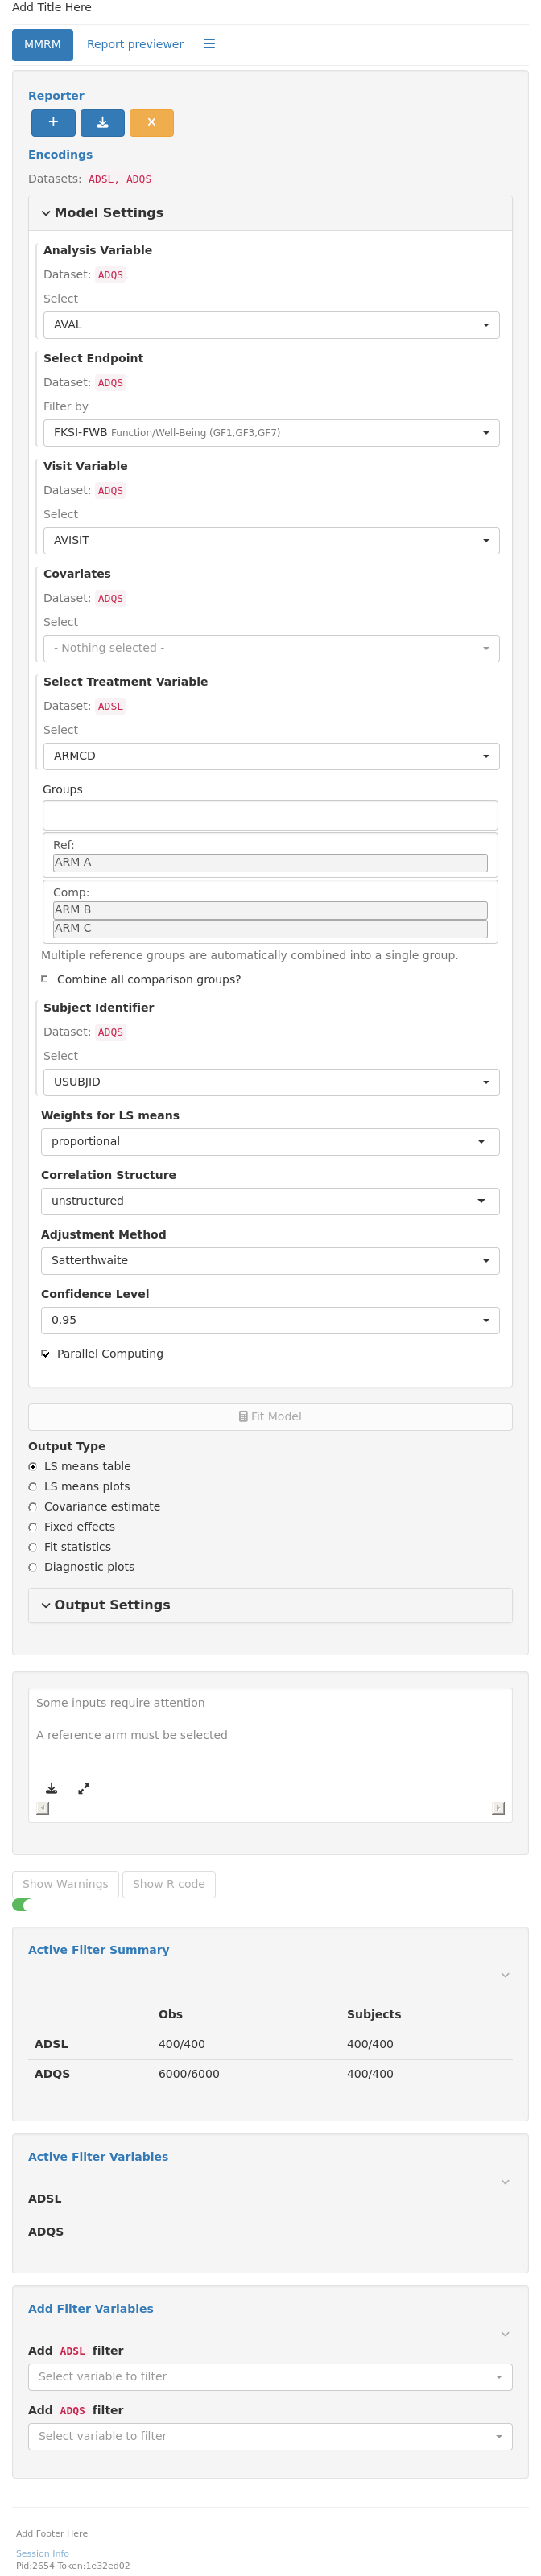 Add Title Here
MMRM Report previewer
Reporter
Encodings
Datasets: ADSL, ADQS
Model Settings
Analysis Variable
Dataset: ADQS
Select
AVAL
Select Endpoint
Dataset: ADQS
Filter by
FKSI-FWB Function/Well-Being (GF1,GF3,GF7)
Visit Variable
Dataset: ADQS
Select
AVISIT
Covariates
Dataset: ADQS
Select
- Nothing selected -
Select Treatment Variable
Dataset: ADSL
Select
ARMCD
Groups
Ref:
ARM A
Comp:
ARM B
ARM C
Multiple reference groups are automatically combined into a single group.
Combine all comparison groups?
Subject Identifier
Dataset: ADQS
Select
USUBJID
Weights for LS means
proportional
Correlation Structure
unstructured
Adjustment Method
Satterthwaite
Confidence Level
0.95
Parallel Computing
Fit Model
Output Type
LS means table
LS means plots
Covariance estimate
Fixed effects
Fit statistics
Diagnostic plots
Output Settings
Some inputs require attention
A reference arm must be selected
Show Warnings Show R code
Active Filter Summary
Obs Subjects
ADSL 400/400 400/400
ADQS 6000/6000 400/400
Active Filter Variables
ADSL
ADQS
Add Filter Variables
Add ADSL filter
Select variable to filter
Add ADQS filter
Select variable to filter
Add Footer Here
Session Info
Pid:2654 Token:1e32ed02